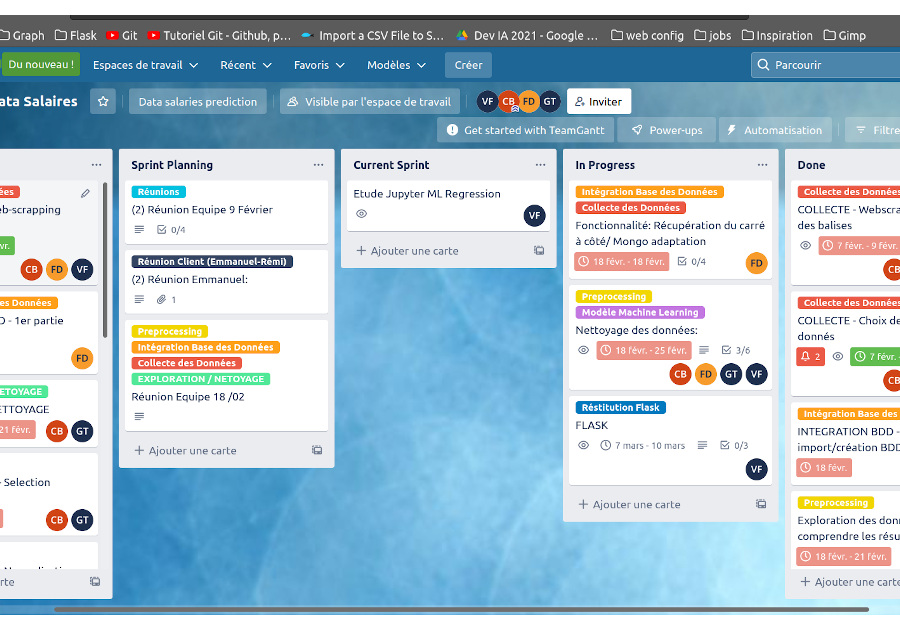 Graph Flask Git Tutoriel Git - Github, p... Import a CSV File to S... Dev IA 2021 - Google ... web config jobs Inspiration Gimp
Du nouveau ! Espaces de travail Récent Favoris Modèles Créer Parcourir
ata Salaires Data salaries prediction Visible par l'espace de travail VF CB FD GT Inviter
Get started with TeamGantt Power-ups Automatisation Filtre
ées
eb-scrapping
vr.
CB FD VF
es Données
D - 1er partie
FD
ETOYAGE
ETTOYAGE
21 févr. CB GT
- Selection
CB GT
rte
Sprint Planning
Réunions
(2) Réunion Equipe 9 Février
0/4
Réunion Client (Emmanuel-Rémi)
(2) Réunion Emmanuel:
1
Preprocessing
Intégration Base des Données
Collecte des Données
EXPLORATION / NETOYAGE
Réunion Equipe 18 /02
+ Ajouter une carte
Current Sprint
Etude Jupyter ML Regression
VF
+ Ajouter une carte
In Progress
Intégration Base des Données
Collecte des Données
Fonctionnalité: Récupération du carré
à côté/ Mongo adaptation
18 févr. - 18 févr. 0/4 FD
Preprocessing
Modèle Machine Learning
Nettoyage des données:
18 févr. - 25 févr. 3/6
CB FD GT VF
Réstitution Flask
FLASK
7 mars - 10 mars 0/3
VF
+ Ajouter une carte
Done
Collecte des Données
COLLECTE - Webscra
des balises
7 févr. - 9 févr.
CB
Collecte des Données
COLLECTE - Choix de
donnés
2 7 févr. -
CB
Intégration Base des
INTEGRATION BDD -
import/création BDD
18 févr.
Preprocessing
Exploration des don
comprendre les résu
18 févr. - 21 févr.
+ Ajouter une carte